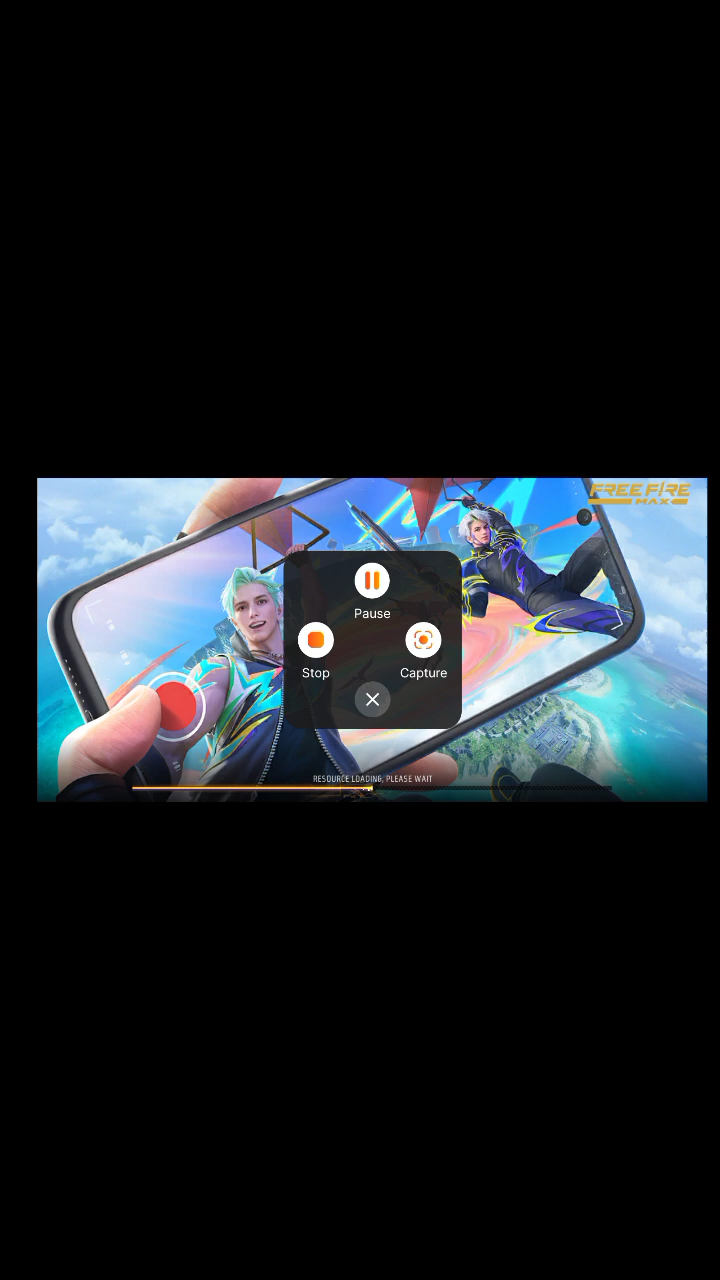 FREE FIRE
MAX
Pause
Stop
Capture
RESOURCE LOADING, PLEASE WAIT